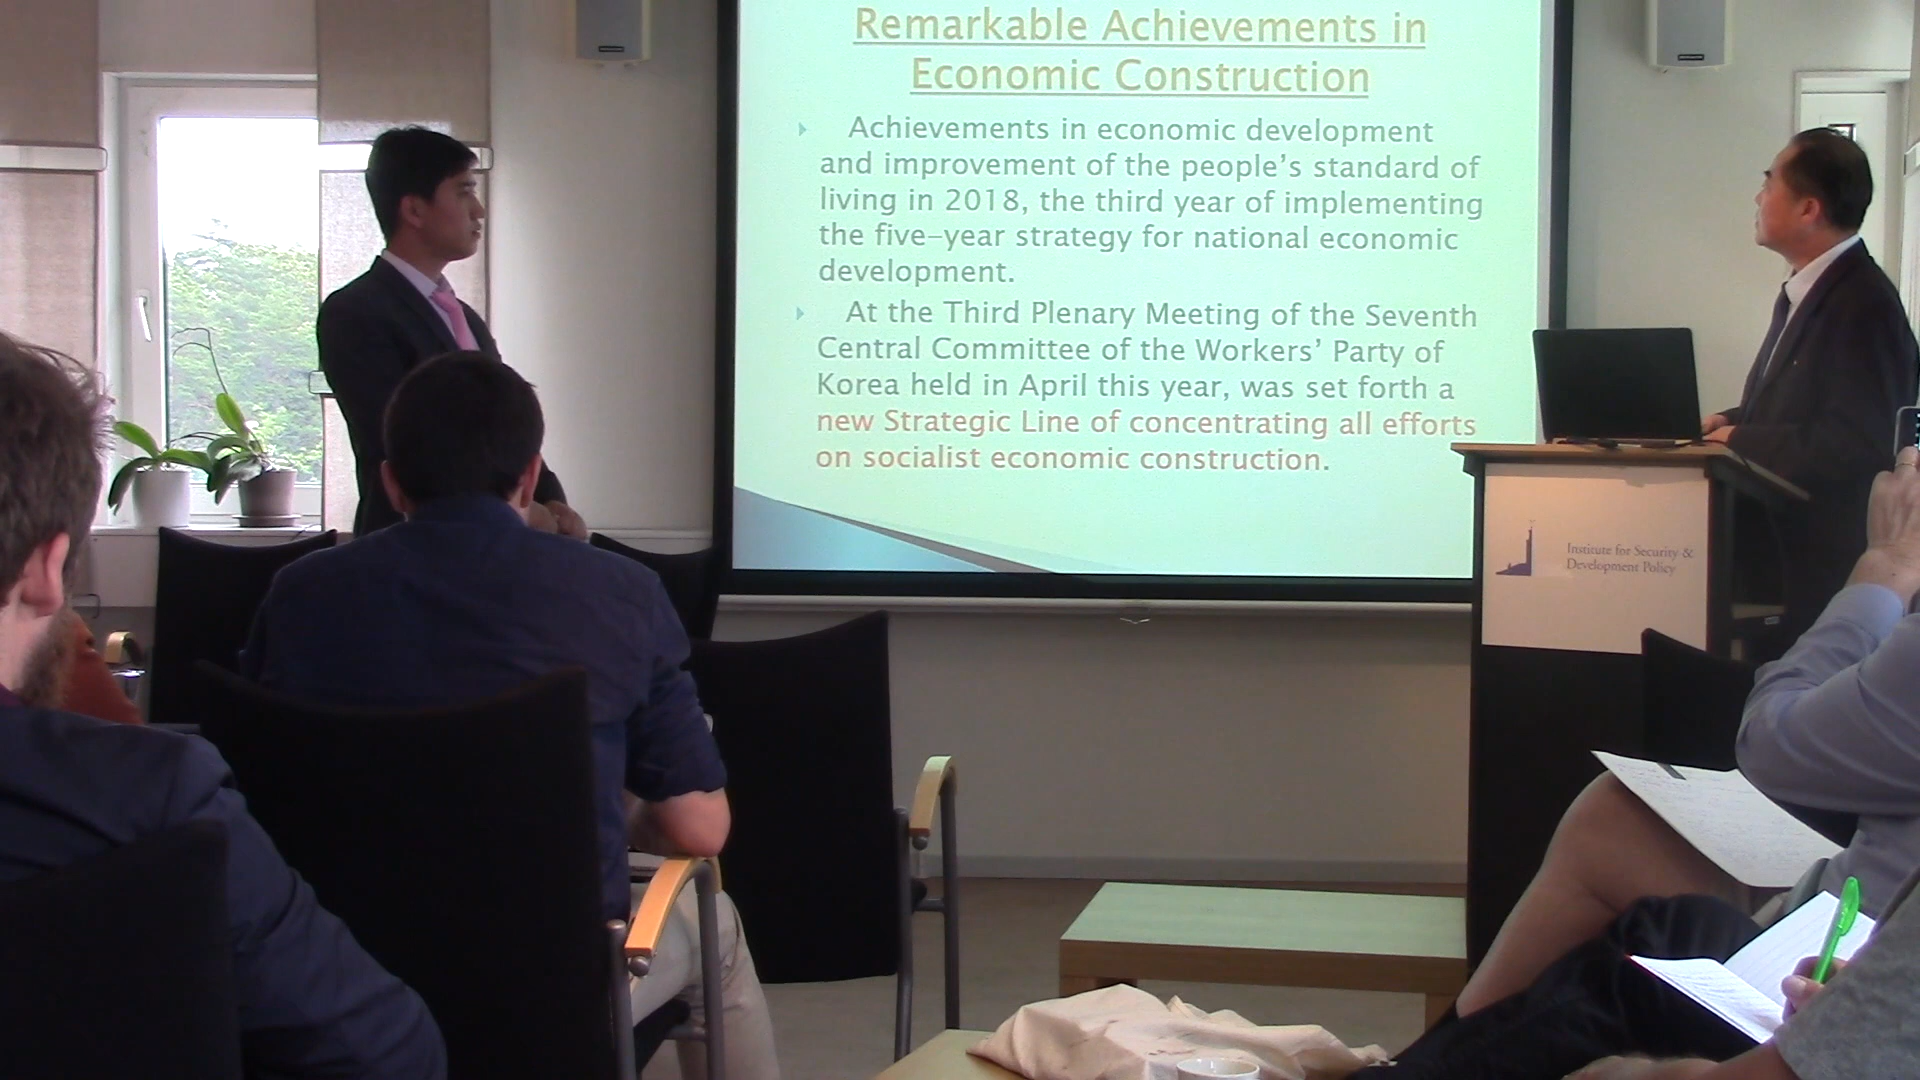 Remarkable Achievements in
Economic Construction
Achievements in economic development
and improvement of the people's standard of
living in 2018, the third year of implementing
the five-year strategy for national economic
development.
At the Third Plenary Meeting of the Seventh
Central Committee of the Workers' Party of
Korea held in April this year, was set forth a
new Strategic Line of concentrating all efforts
on socialist economic construction.
Institute for Security &
Development Policy